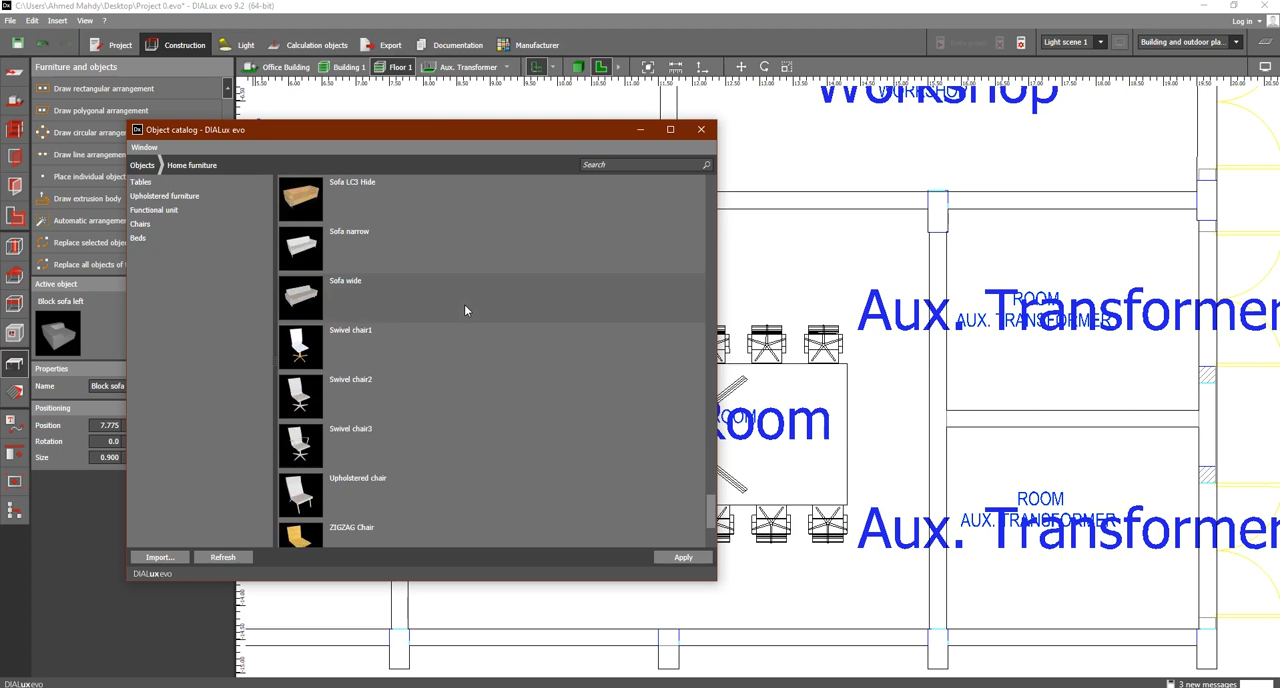 C:\Users\Ahmed Mahdy\Desktop\Project 0.evo* - DIALux evo 9.2 (64-bit)
File Edit Insert View ?
Log in
Project Construction Light Calculation objects Export Documentation Manufacturer
Light scene 1
Building and outdoor pla...
Furniture and objects
Office Building Building 1 Floor 1 Aux. Transformer
Draw rectangular arrangement
Draw polygonal arrangement
Draw circular arrange
Draw line arrangemen
Place individual object
Draw extrusion body
Automatic arrangeme
Replace selected obje
Replace all objects of
Active object
Block sofa left
Properties
Name Block sofa
Positioning
Position 7.775
Rotation 0.0
Size 0.900
Object catalog - DIALux evo
Window
Objects Home furniture
Search
Tables
Upholstered furniture
Functional unit
Chairs
Beds
Sofa LC3 Hide
Sofa narrow
Sofa wide
Swivel chair1
Swivel chair2
Swivel chair3
Upholstered chair
ZIGZAG Chair
Import... Refresh Apply
DIALux evo
Workshop
WORKSHOP
Aux. Transformer
ROOM
AUX. TRANSFORMER
Room
ROOM
Aux. Transformer
ROOM
AUX. TRANSFORMER
DIALux evo
3 new messages